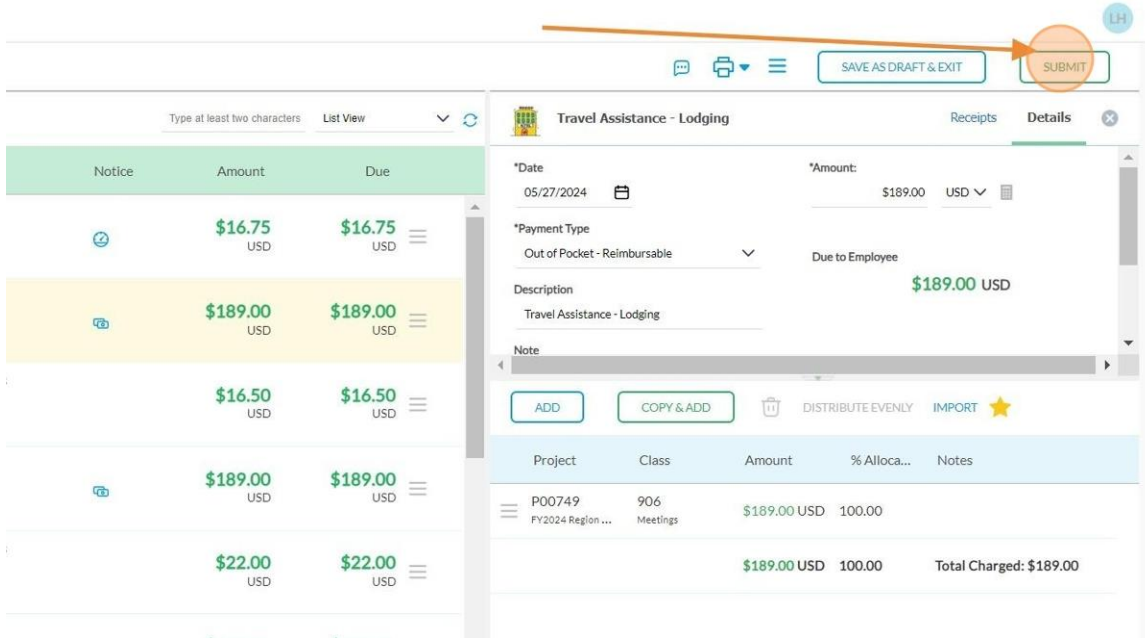 LH
SAVE AS DRAFT & EXIT
SUBMIT
Type at least two characters
List View
Travel Assistance - Lodging
Receipts
Details
Notice
Amount
Due
$16.75
USD
$16.75
USD
$189.00
USD
$189.00
USD
$16.50
USD
$16.50
USD
$189.00
USD
$189.00
USD
$22.00
USD
$22.00
USD
*Date
05/27/2024
*Amount:
$189.00
USD
*Payment Type
Out of Pocket - Reimbursable
Due to Employee
$189.00 USD
Description
Travel Assistance - Lodging
Note
ADD
COPY & ADD
DISTRIBUTE EVENLY
IMPORT
Project
Class
Amount
% Alloca...
Notes
P00749
FY2024 Region ...
906
Meetings
$189.00 USD
100.00
$189.00 USD
100.00
Total Charged: $189.00